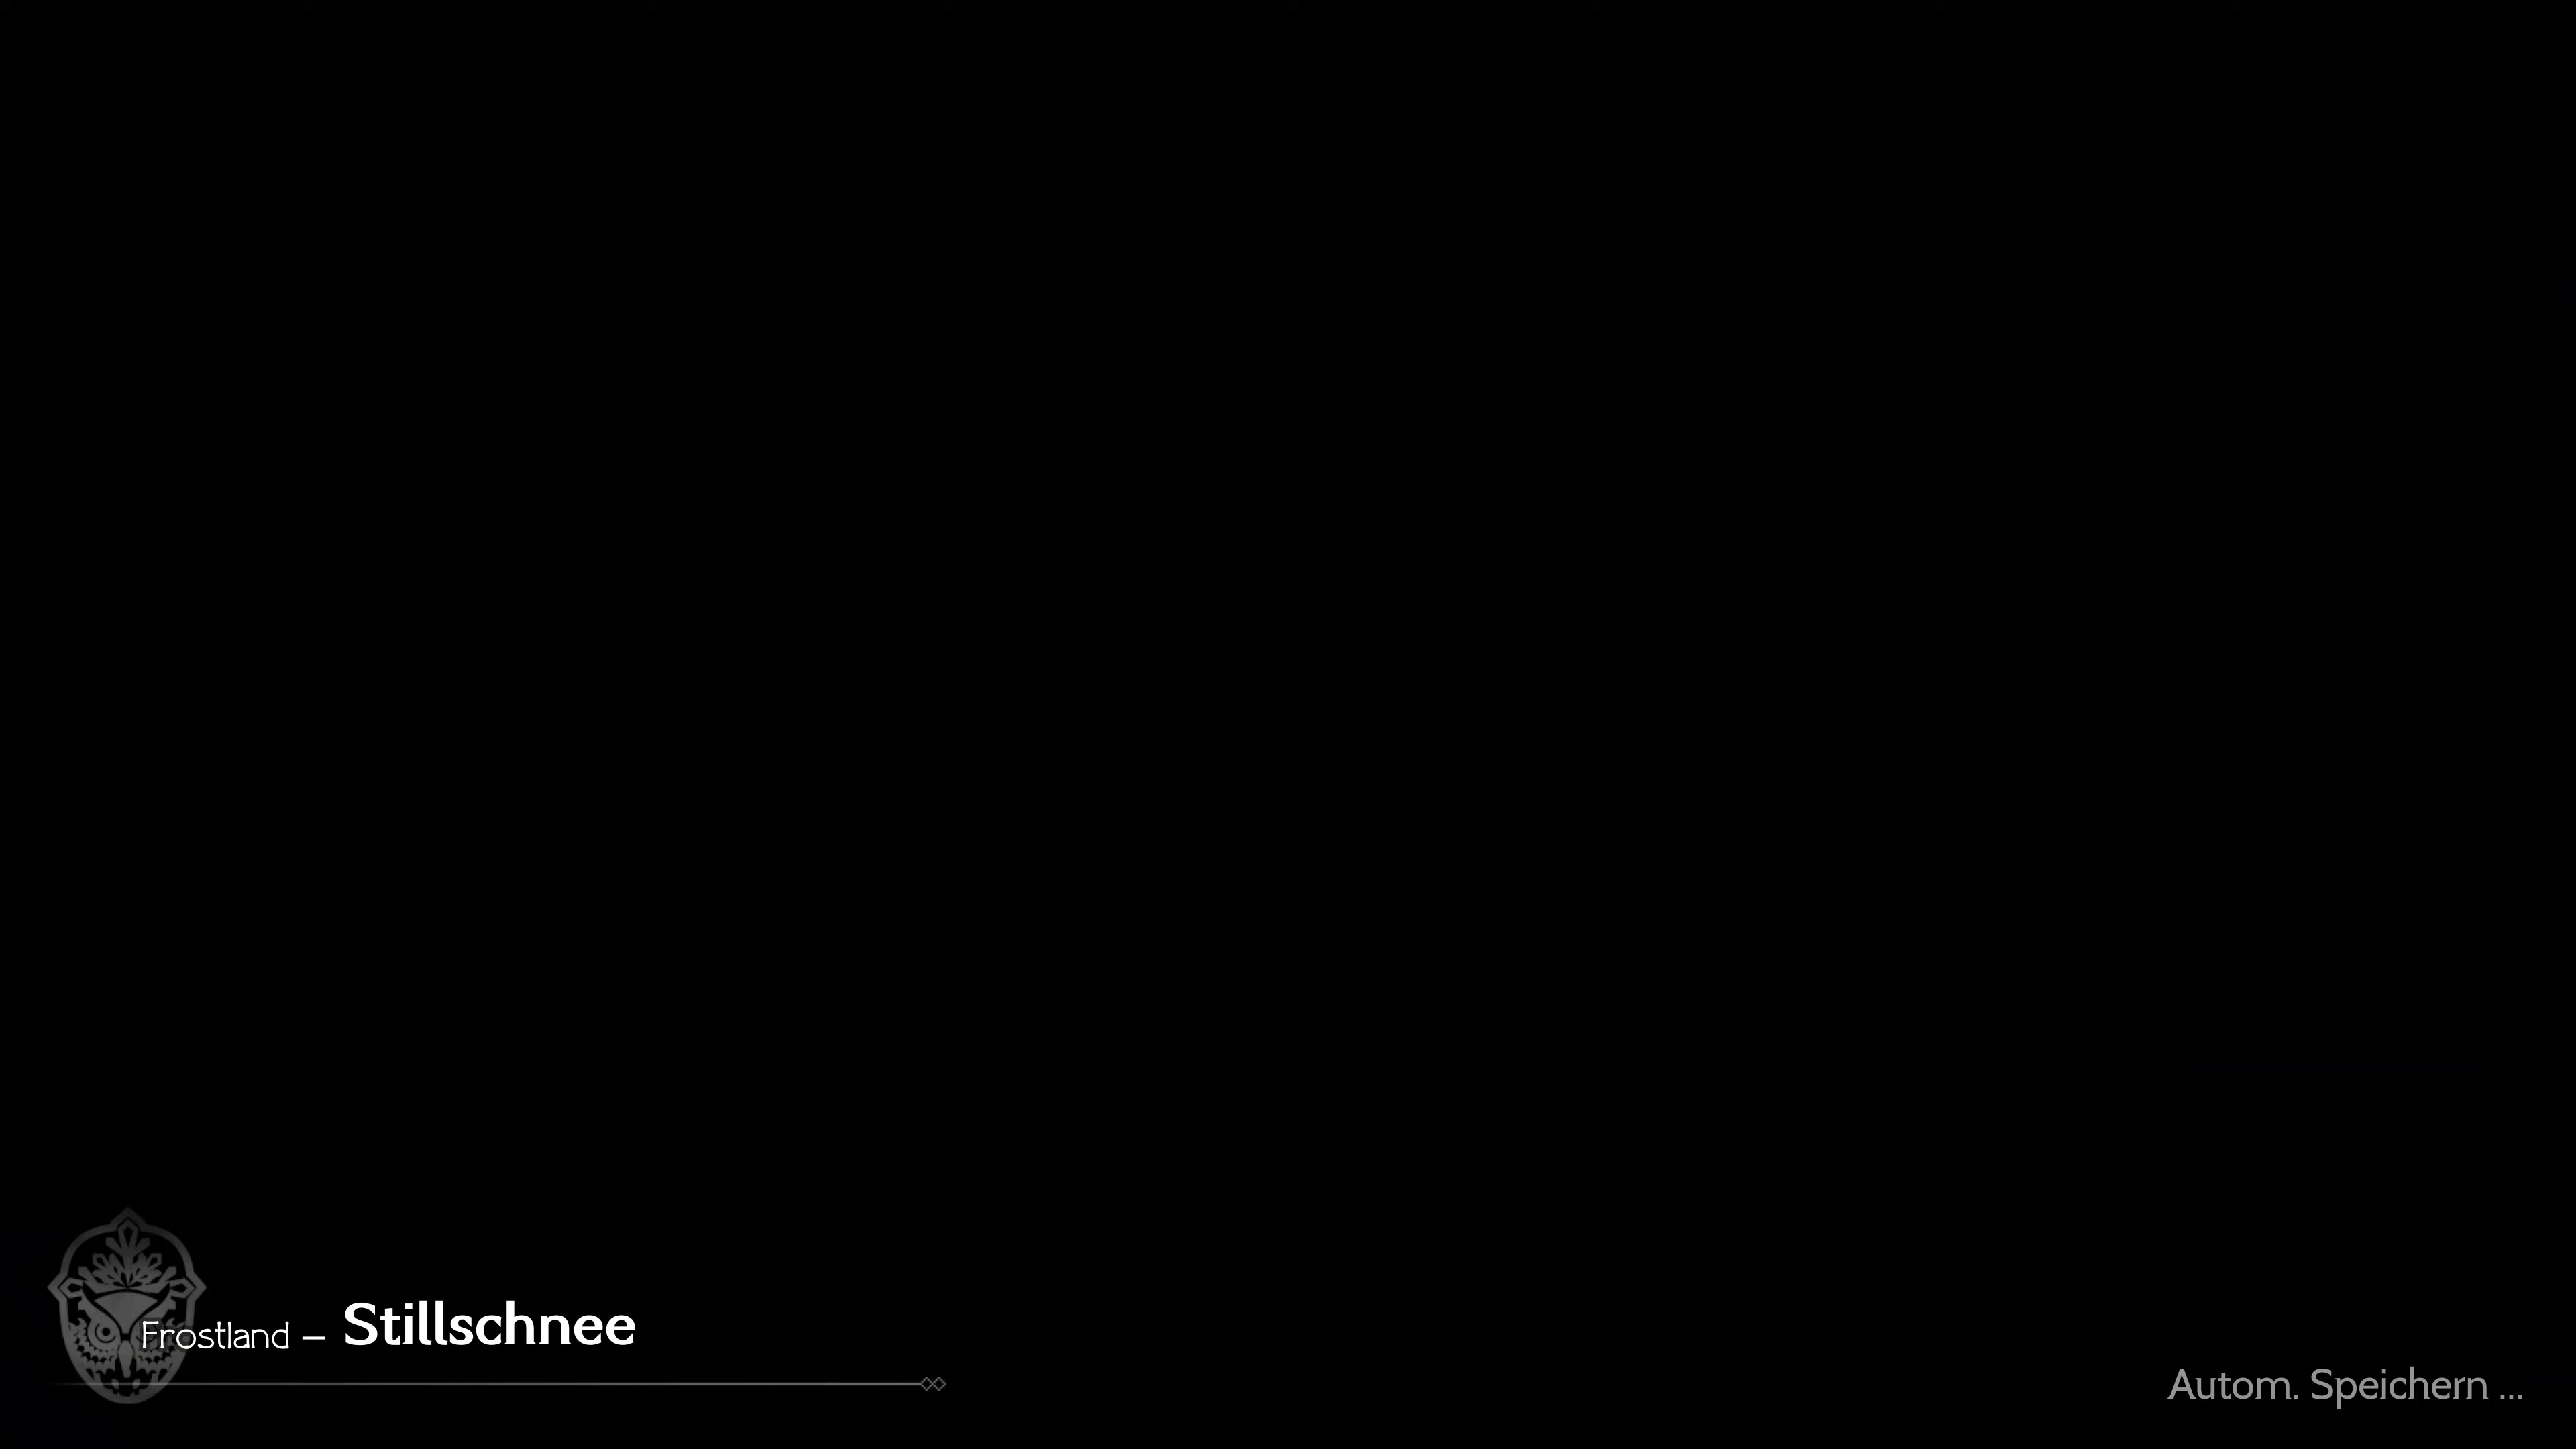 Frostland – Stillschnee
Autom. Speichern ...